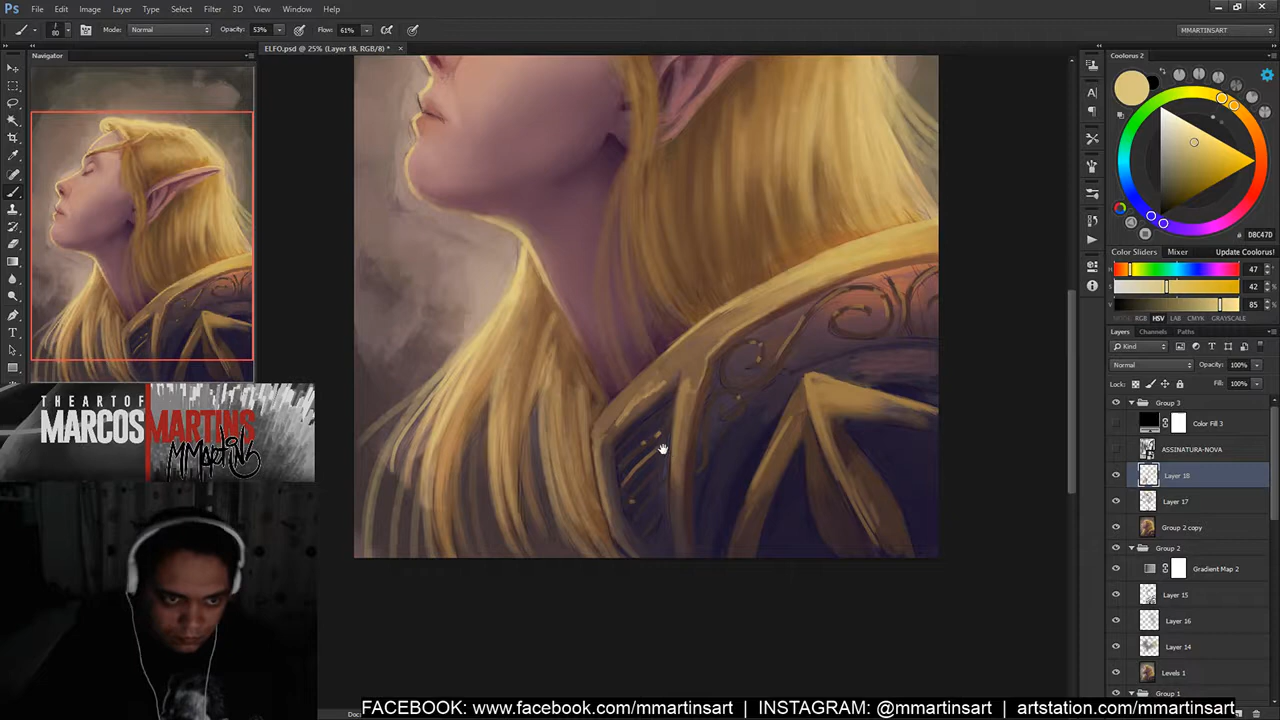 Ps File Edit Image Layer Type Select Filter 3D View Window Help
80 Mode: Normal Opacity: 53% Flow: 61% MMARTINSART
Navigator
ELFO.psd @ 25% (Layer 18, RGB/8) * ×
Coolorus 2
D8C47D
Color Sliders Mixer Update Coolorus!
H 47
S 42
V 85
RGB HSV LAB CMYK GRAYSCALE
Layers Channels Paths
Kind
Normal Opacity: 100%
Lock: Fill: 100%
Group 3
Color Fill 3
ASSINATURA-NOVA
Layer 18
Layer 17
Group 2 copy
Group 2
Gradient Map 2
Layer 15
Layer 16
Layer 14
Levels 1
Group 1
THEARTOF
MARCOS
MARTINS
MMARTINS
FACEBOOK: www.facebook.com/mmartinsart | INSTAGRAM: @mmartinsart | artstation.com/mmartinsart